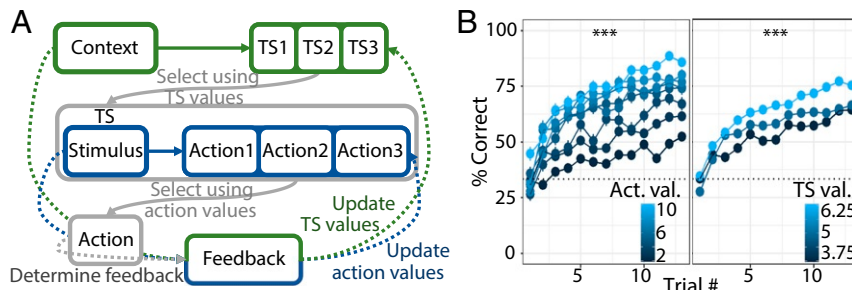 A
Context
TS1 TS2 TS3
Select using
TS values
TS
Stimulus
Action1 Action2 Action3
Select using
action values
Action
Update
TS values
Feedback
Update
action values
Determine feedback
B
% Correct
100
75
50
25
0
***
Act. val.
10
6
2
5 10
***
TS val.
6.25
5
3.75
5 10
Trial #